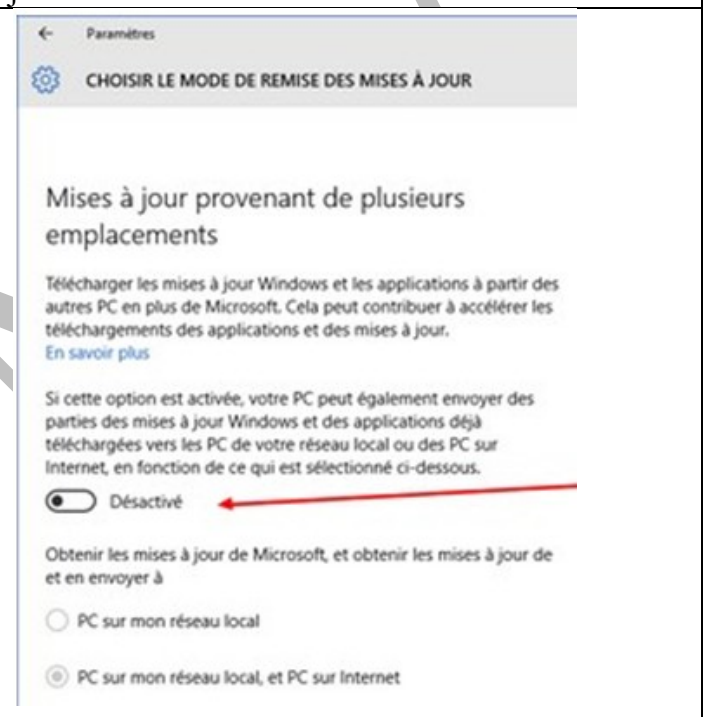 Paramètres
CHOISIR LE MODE DE REMISE DES MISES À JOUR
Mises à jour provenant de plusieurs
emplacements
Télécharger les mises à jour Windows et les applications à partir des
autres PC en plus de Microsoft. Cela peut contribuer à accélérer les
téléchargements des applications et des mises à jour.
En savoir plus
Si cette option est activée, votre PC peut également envoyer des
parties des mises à jour Windows et des applications déjà
téléchargées vers les PC de votre réseau local ou des PC sur
Internet, en fonction de ce qui est sélectionné ci-dessous.
Désactivé
Obtenir les mises à jour de Microsoft, et obtenir les mises à jour de
et en envoyer à
PC sur mon réseau local
PC sur mon réseau local, et PC sur Internet